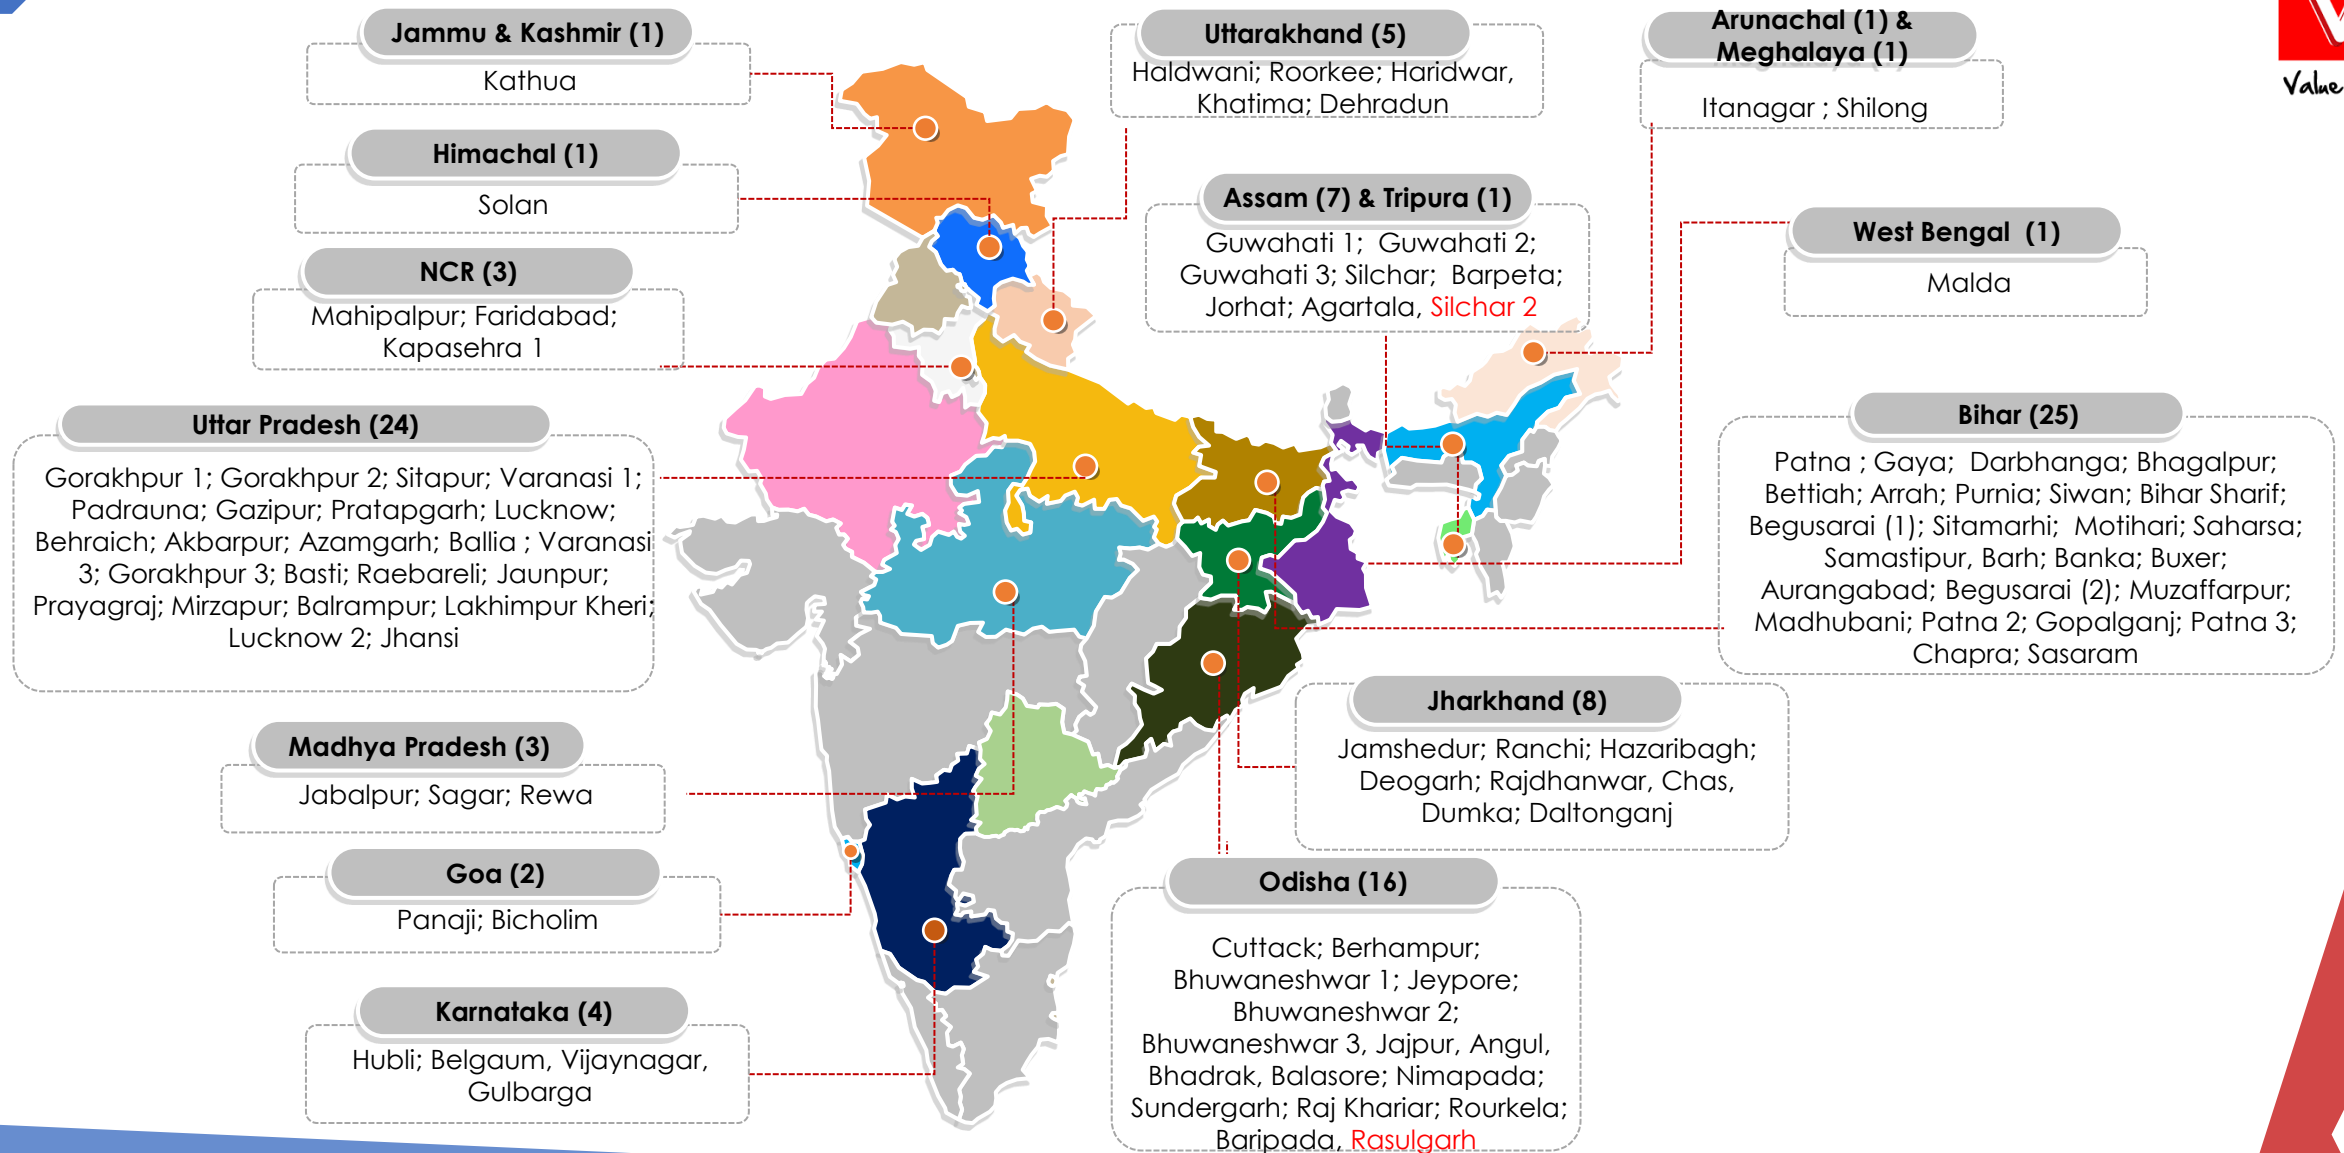 Jammu & Kashmir (1)
Kathua
Himachal (1)
Solan
NCR (3)
Mahipalpur; Faridabad;
Kapasehra 1
Uttar Pradesh (24)
Gorakhpur 1; Gorakhpur 2; Sitapur; Varanasi 1;
Padrauna; Gazipur; Pratapgarh; Lucknow;
Behraich; Akbarpur; Azamgarh; Ballia ; Varanasi
3; Gorakhpur 3; Basti; Raebareli; Jaunpur;
Prayagraj; Mirzapur; Balrampur; Lakhimpur Kheri;
Lucknow 2; Jhansi
Madhya Pradesh (3)
Jabalpur; Sagar; Rewa
Goa (2)
Panaji; Bicholim
Karnataka (4)
Hubli; Belgaum, Vijaynagar,
Gulbarga
Uttarakhand (5)
Haldwani; Roorkee; Haridwar,
Khatima; Dehradun
Assam (7) & Tripura (1)
Guwahati 1; Guwahati 2;
Guwahati 3; Silchar; Barpeta;
Jorhat; Agartala, Silchar 2
Arunachal (1) &
Meghalaya (1)
Itanagar ; Shilong
West Bengal (1)
Malda
Bihar (25)
Patna ; Gaya; Darbhanga; Bhagalpur;
Bettiah; Arrah; Purnia; Siwan; Bihar Sharif;
Begusarai (1); Sitamarhi; Motihari; Saharsa;
Samastipur, Barh; Banka; Buxer;
Aurangabad; Begusarai (2); Muzaffarpur;
Madhubani; Patna 2; Gopalganj; Patna 3;
Chapra; Sasaram
Jharkhand (8)
Jamshedur; Ranchi; Hazaribagh;
Deogarh; Rajdhanwar, Chas,
Dumka; Daltonganj
Odisha (16)
Cuttack; Berhampur;
Bhuwaneshwar 1; Jeypore;
Bhuwaneshwar 2;
Bhuwaneshwar 3, Jajpur, Angul,
Bhadrak, Balasore; Nimapada;
Sundergarh; Raj Khariar; Rourkela;
Baripada, Rasulgarh
Value